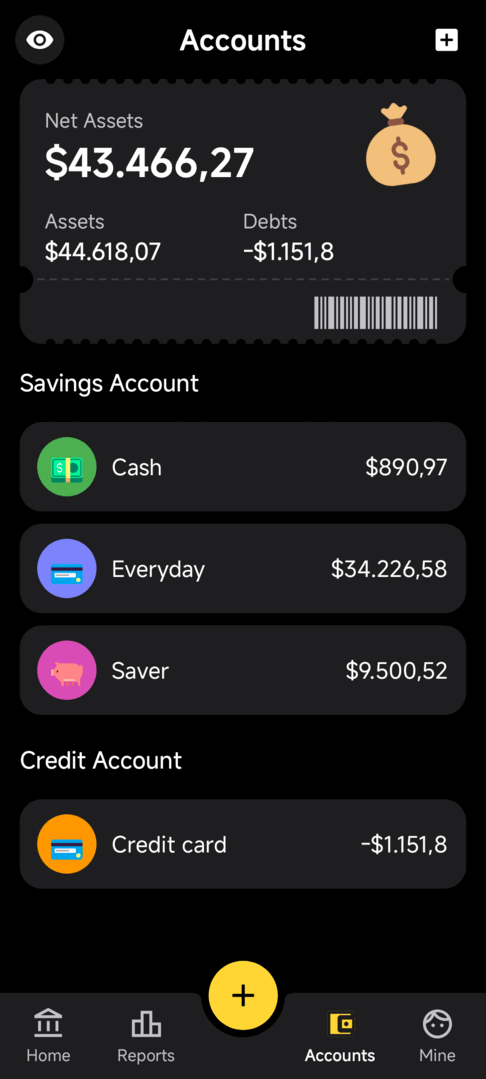 Accounts
Net Assets
$43.466,27
Assets Debts
$44.618,07 -$1.151,8
Savings Account
Cash $890,97
Everyday $34.226,58
Saver $9.500,52
Credit Account
Credit card -$1.151,8
Home Reports Accounts Mine